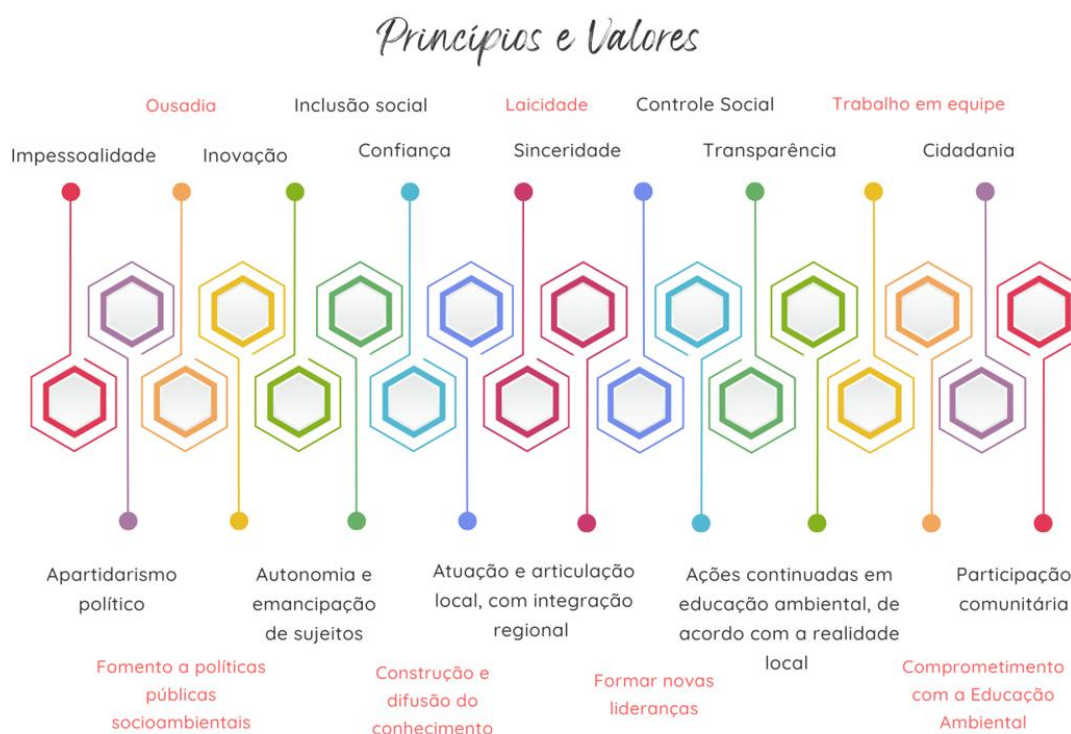 Princípios e Valores
Ousadia
Inclusão social
Laicidade
Controle Social
Trabalho em equipe
Impessoalidade
Inovação
Confiança
Sinceridade
Transparência
Cidadania
Apartidarismo
político
Autonomia e
emancipação
de sujeitos
Atuação e articulação
local, com integração
regional
Ações continuadas em
educação ambiental, de
acordo com a realidade
local
Participação
comunitária
Fomento a políticas
públicas
socioambientais
Construção e
difusão do
conhecimento
Formar novas
lideranças
Comprometimento
com a Educação
Ambiental